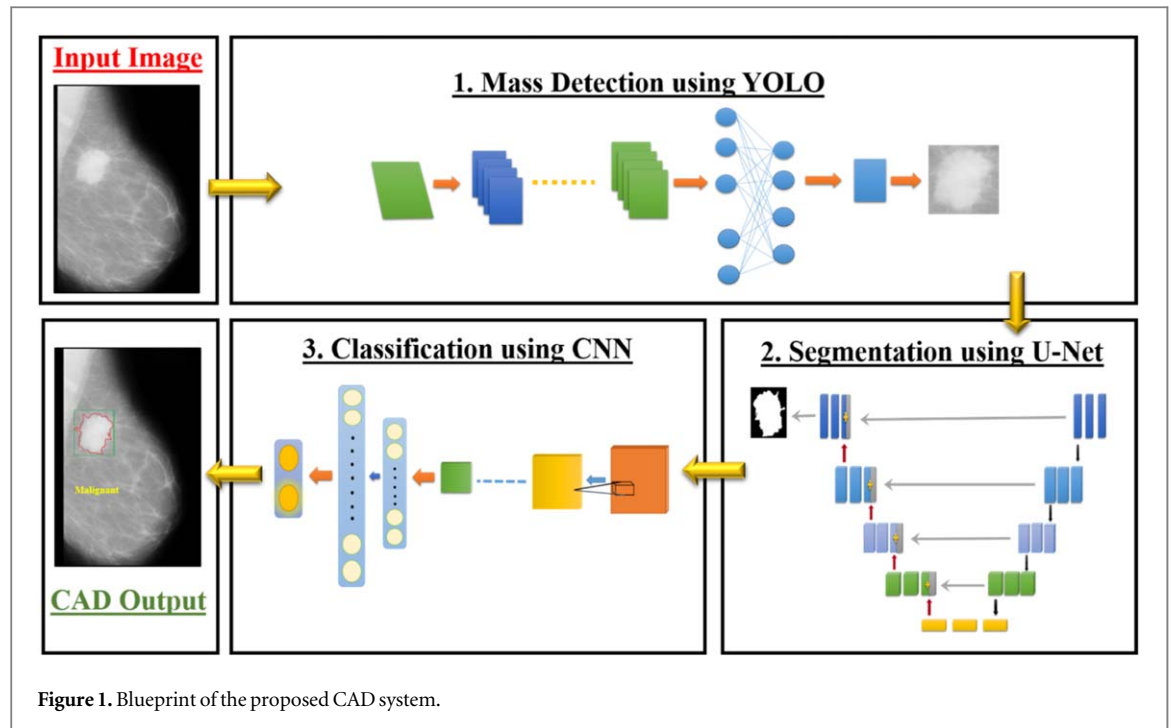 Input Image
1. Mass Detection using YOLO
2. Segmentation using U-Net
3. Classification using CNN
Malignant
CAD Output
Figure 1. Blueprint of the proposed CAD system.